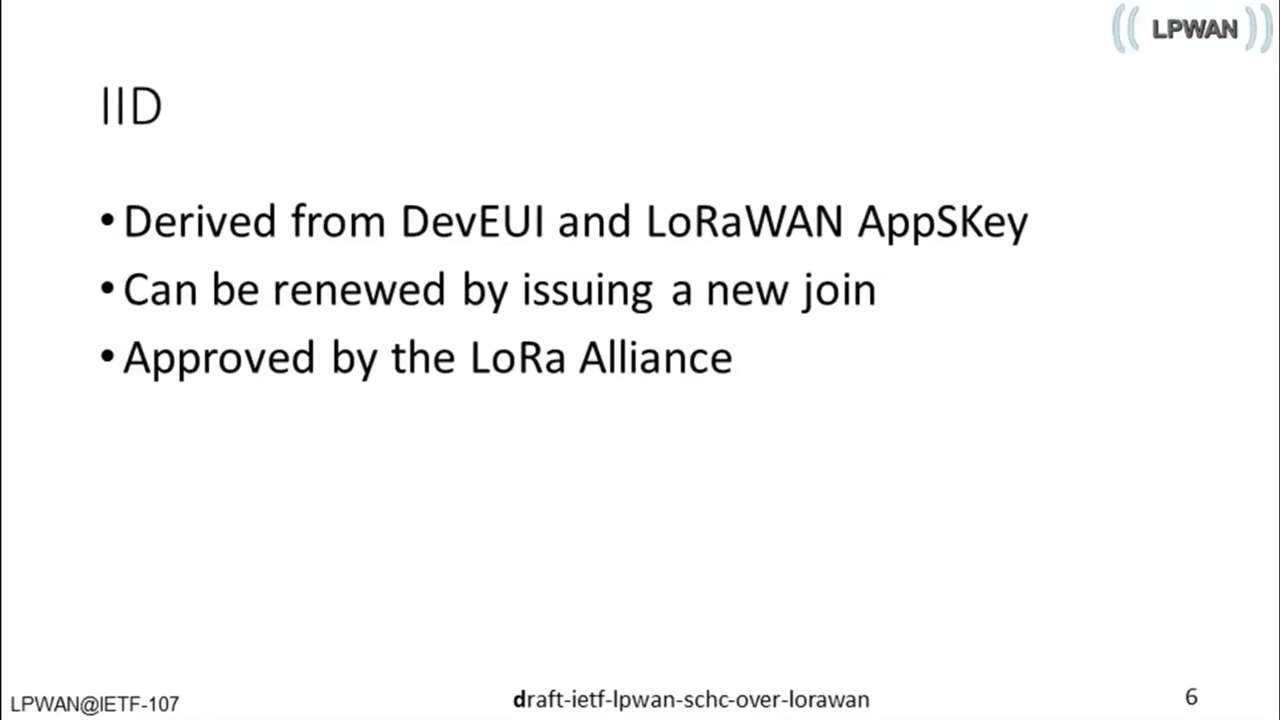 LPWAN
IID
• Derived from DevEUI and LoRaWAN AppSKey
• Can be renewed by issuing a new join
• Approved by the LoRa Alliance
LPWAN@IETF-107
draft-ietf-lpwan-schc-over-lorawan
6